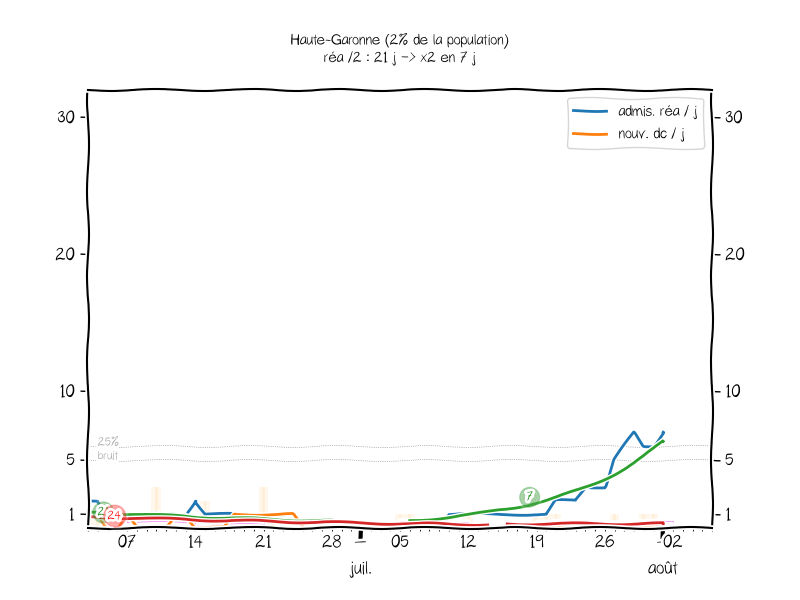 Haute-Garonne (2% de la population)
réa /2 : 21 j -> x2 en 7 j
admis. réa / j
nouv. dc / j
30 30
20 20
10 10
25%
bruit
5 5
7
24
1 1
07 14 21 28 05 12 19 26 02
juil. août